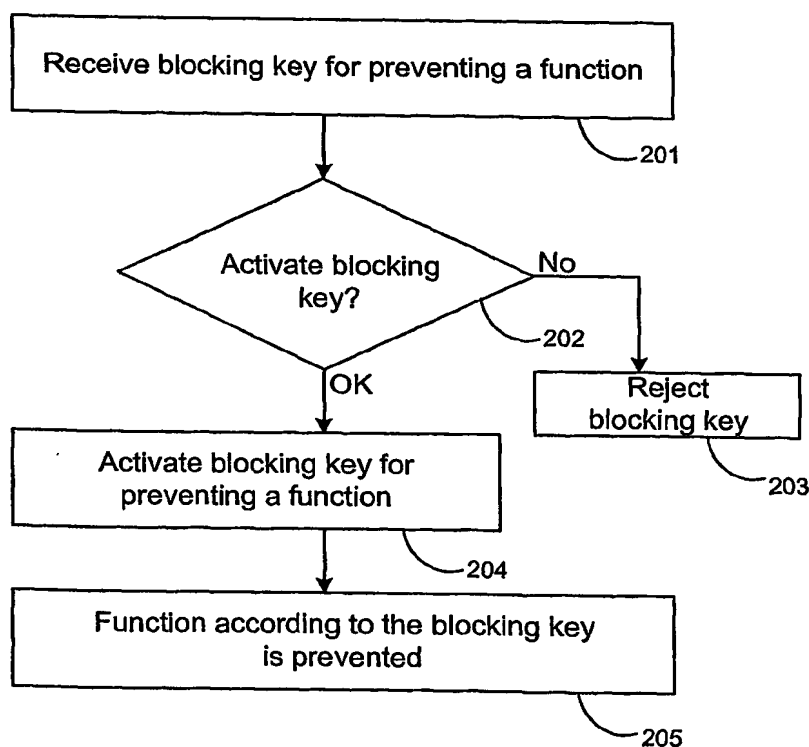 Receive blocking key for preventing a function
201
Activate blocking
key?
No
202
OK
Reject
blocking key
203
Activate blocking key for
preventing a function
204
Function according to the blocking key
is prevented
205